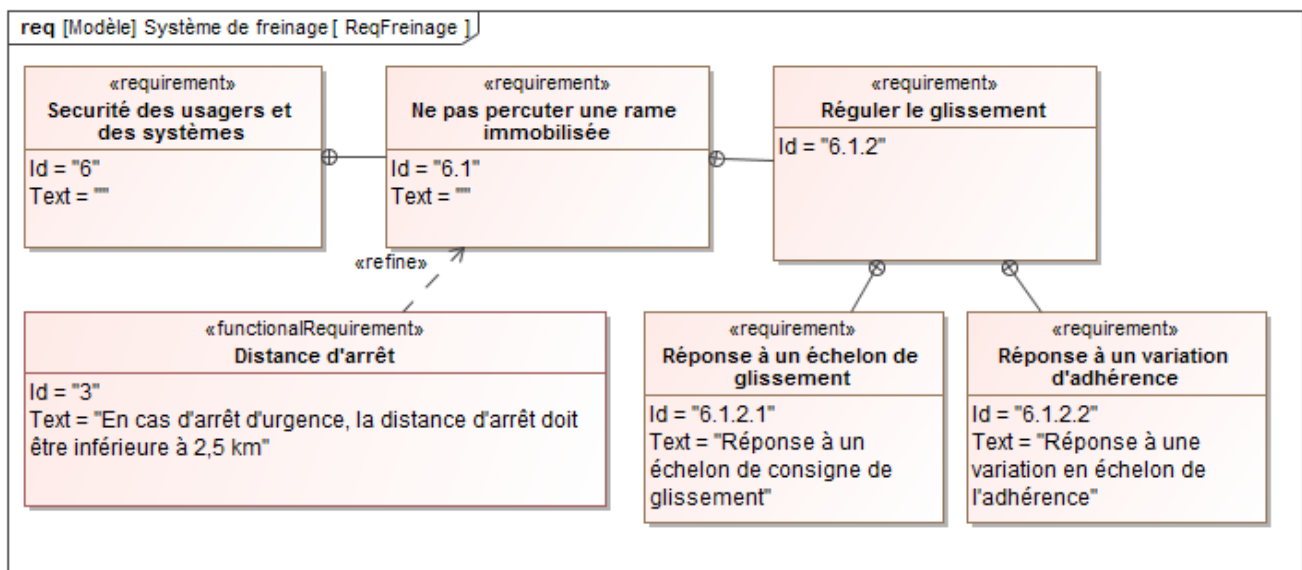 req [Modèle] Système de freinage [ ReqFreinage ]
«requirement»
Securité des usagers et
des systèmes
Id = "6"
Text = ""
«requirement»
Ne pas percuter une rame
immobilisée
Id = "6.1"
Text = ""
«requirement»
Réguler le glissement
Id = "6.1.2"
«refine»
«functionalRequirement»
Distance d'arrêt
Id = "3"
Text = "En cas d'arrêt d'urgence, la distance d'arrêt doit
être inférieure à 2,5 km"
«requirement»
Réponse à un échelon de
glissement
Id = "6.1.2.1"
Text = "Réponse à un
échelon de consigne de
glissement"
«requirement»
Réponse à un variation
d'adhérence
Id = "6.1.2.2"
Text = "Réponse à une
variation en échelon de
l'adhérence"